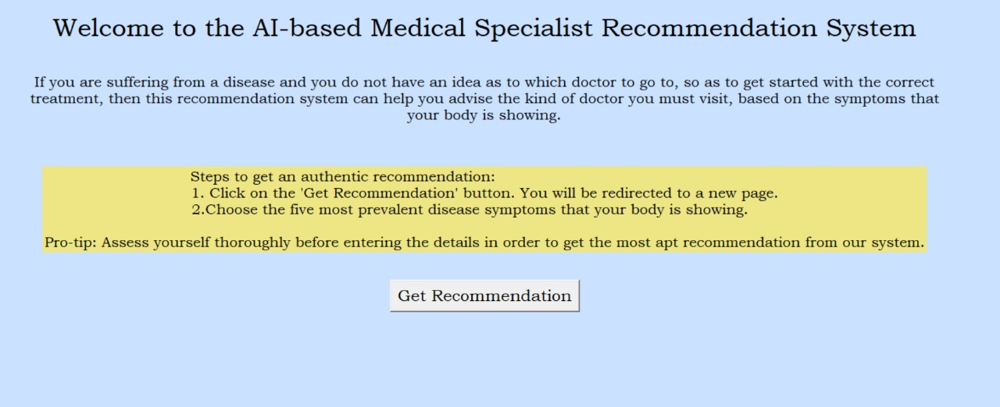 Welcome to the AI-based Medical Specialist Recommendation System
If you are suffering from a disease and you do not have an idea as to which doctor to go to, so as to get started with the correct
treatment, then this recommendation system can help you advise the kind of doctor you must visit, based on the symptoms that
your body is showing.
Steps to get an authentic recommendation:
1. Click on the 'Get Recommendation' button. You will be redirected to a new page.
2.Choose the five most prevalent disease symptoms that your body is showing.
Pro-tip: Assess yourself thoroughly before entering the details in order to get the most apt recommendation from our system.
Get Recommendation